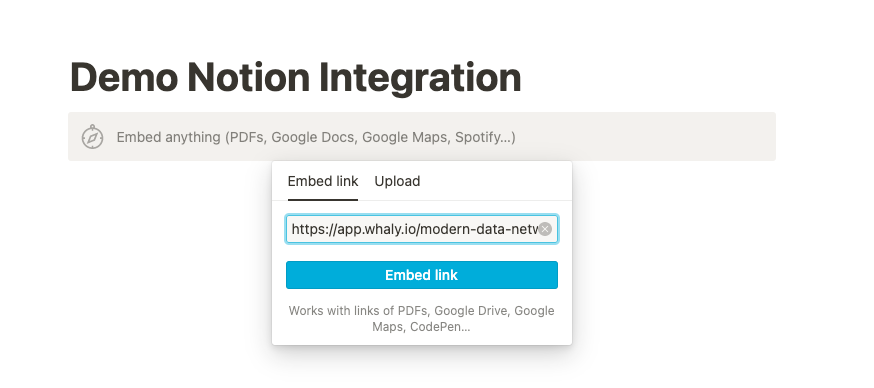 Demo Notion Integration
Embed anything (PDFs, Google Docs, Google Maps, Spotify...)
Embed link Upload
https://app.whaly.io/modern-data-netw
Embed link
Works with links of PDFs, Google Drive, Google
Maps, CodePen...